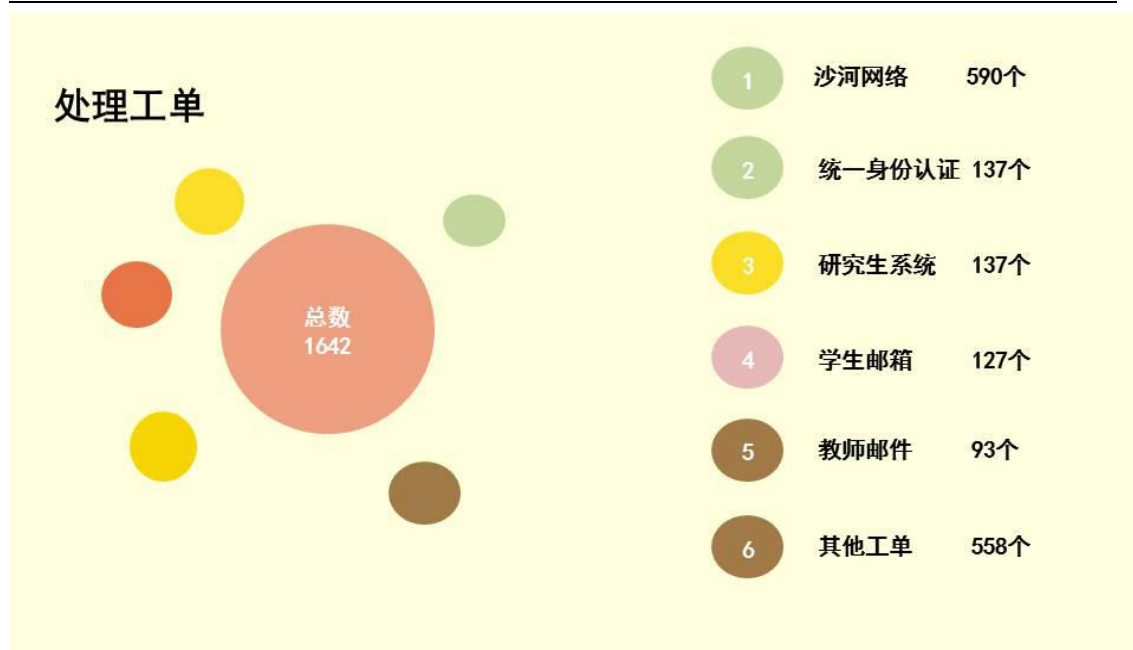 处理工单
总数
1642
1 沙河网络 590个
2 统一身份认证 137个
3 研究生系统 137个
4 学生邮箱 127个
5 教师邮件 93个
6 其他工单 558个